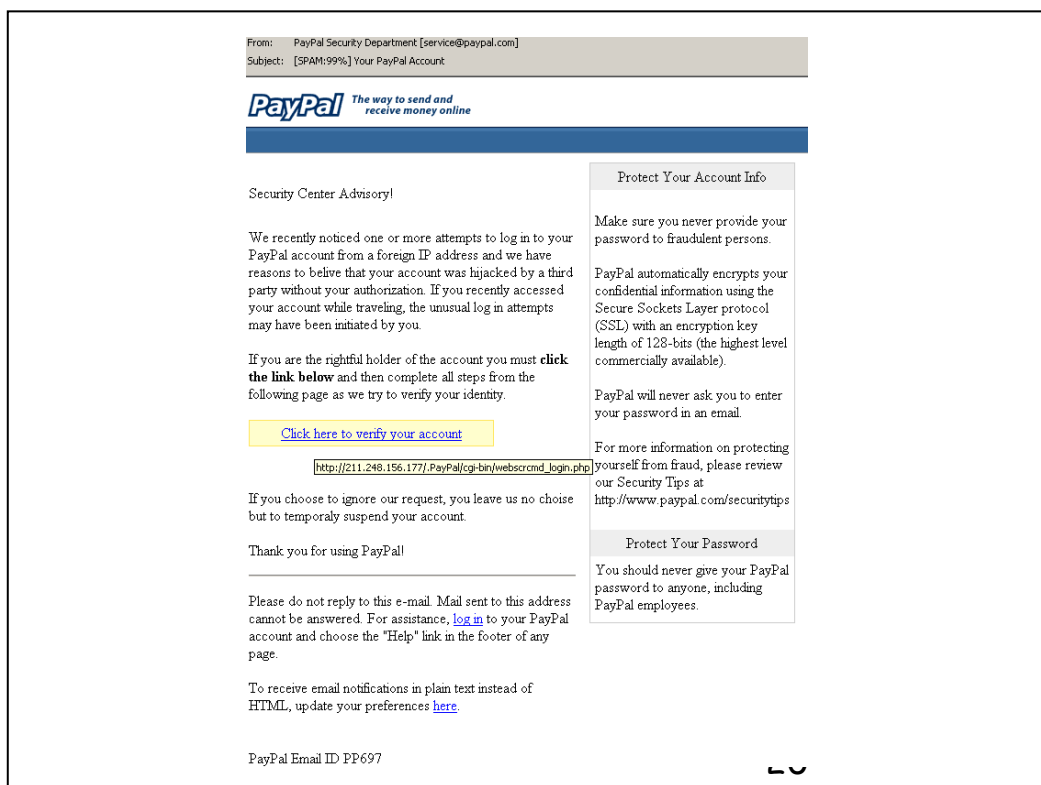 From: PayPal Security Department [service@paypal.com]
Subject: [SPAM:99%] Your PayPal Account
PayPal The way to send and
receive money online
Security Center Advisory!
We recently noticed one or more attempts to log in to your
PayPal account from a foreign IP address and we have
reasons to belive that your account was hijacked by a third
party without your authorization. If you recently accessed
your account while traveling, the unusual log in attempts
may have been initiated by you.
If you are the rightful holder of the account you must click
the link below and then complete all steps from the
following page as we try to verify your identity.
Click here to verify your account
http://211.248.156.177/.PayPal/cgi-bin/webscrcmd_login.php
If you choose to ignore our request, you leave us no choise
but to temporaly suspend your account.
Thank you for using PayPal!
Please do not reply to this e-mail. Mail sent to this address
cannot be answered. For assistance, log in to your PayPal
account and choose the "Help" link in the footer of any
page.
To receive email notifications in plain text instead of
HTML, update your preferences here.
PayPal Email ID PP697
Protect Your Account Info
Make sure you never provide your
password to fraudulent persons.
PayPal automatically encrypts your
confidential information using the
Secure Sockets Layer protocol
(SSL) with an encryption key
length of 128-bits (the highest level
commercially available).
PayPal will never ask you to enter
your password in an email.
For more information on protecting
yourself from fraud, please review
our Security Tips at
http://www.paypal.com/securitytips
Protect Your Password
You should never give your PayPal
password to anyone, including
PayPal employees.